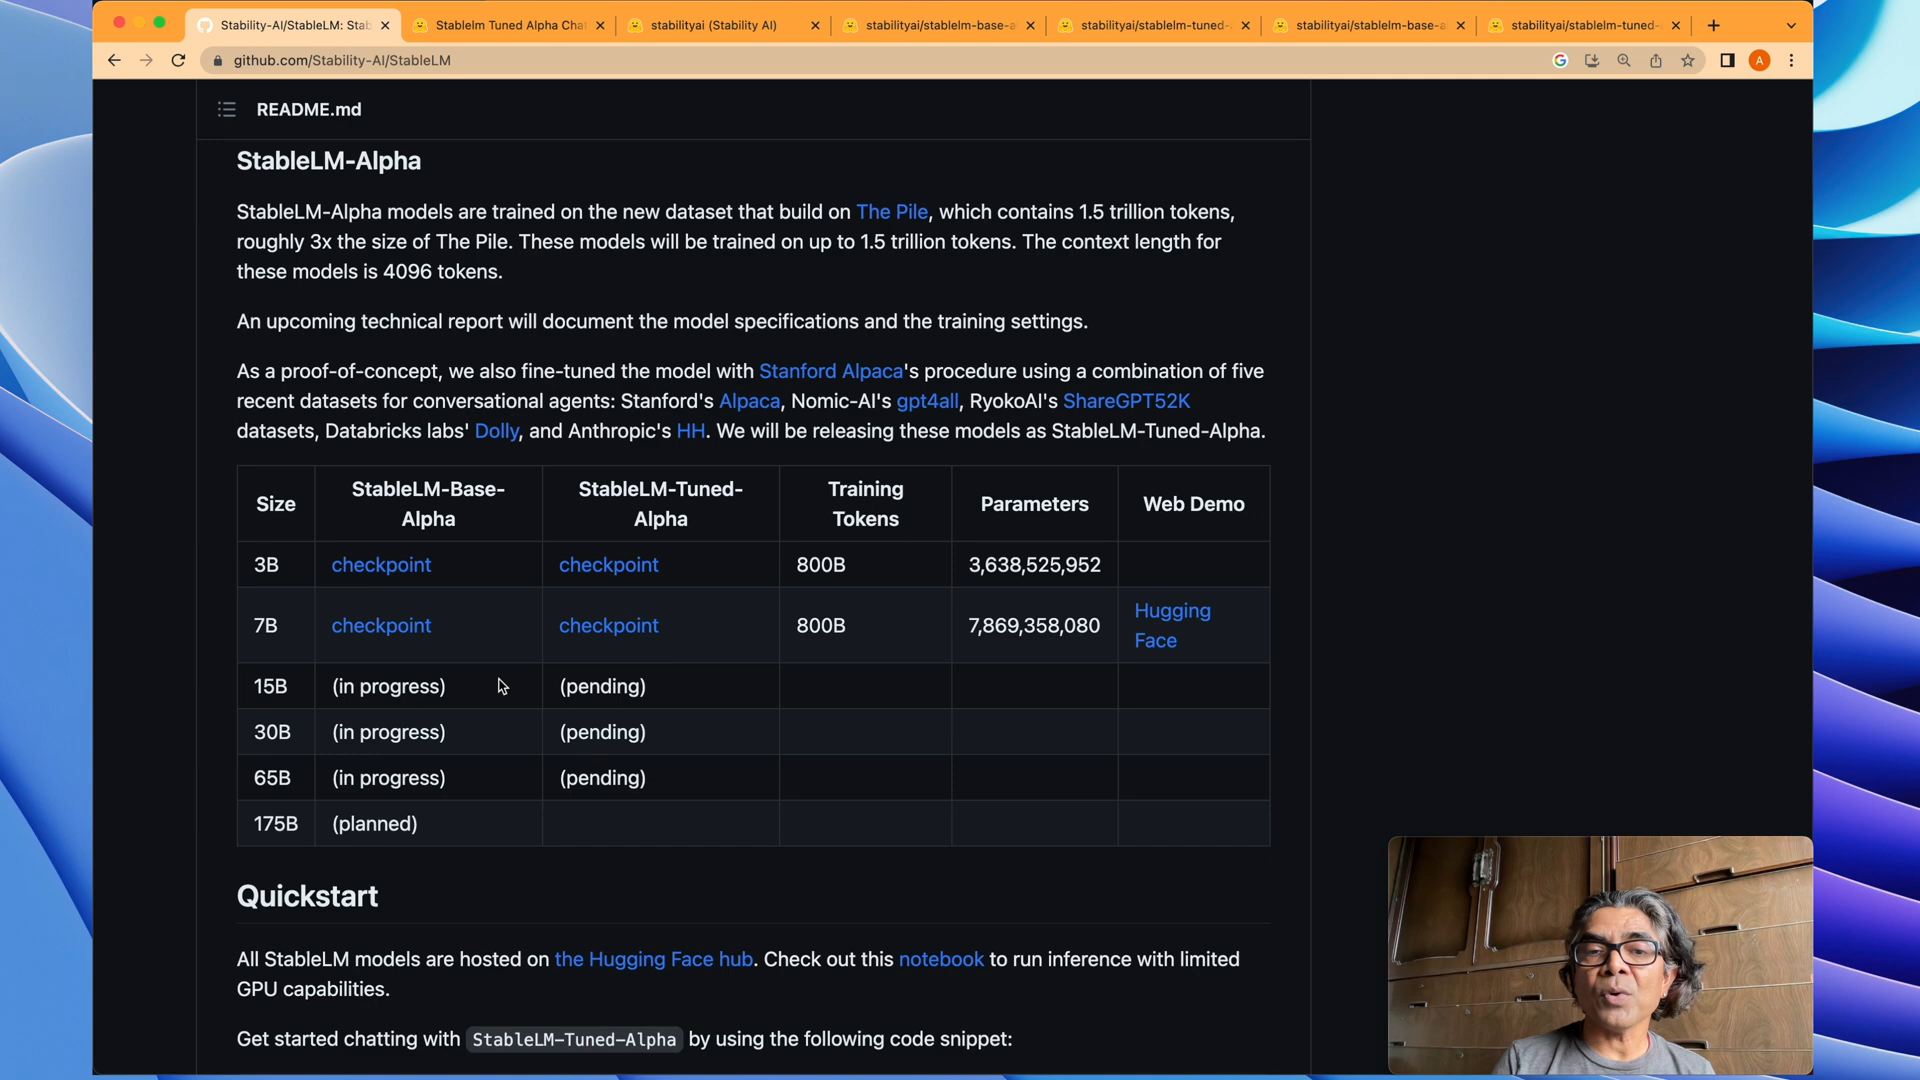 Stability-AI/StableLM: Stab
Stablelm Tuned Alpha Cha
stabilityai (Stability AI)
stabilityai/stablelm-base-a
stabilityai/stablelm-tuned-
stabilityai/stablelm-base-a
stabilityai/stablelm-tuned-
github.com/Stability-AI/StableLM
A
README.md
StableLM-Alpha
StableLM-Alpha models are trained on the new dataset that build on The Pile, which contains 1.5 trillion tokens,
roughly 3x the size of The Pile. These models will be trained on up to 1.5 trillion tokens. The context length for
these models is 4096 tokens.
An upcoming technical report will document the model specifications and the training settings.
As a proof-of-concept, we also fine-tuned the model with Stanford Alpaca's procedure using a combination of five
recent datasets for conversational agents: Stanford's Alpaca, Nomic-AI's gpt4all, RyokoAI's ShareGPT52K
datasets, Databricks labs' Dolly, and Anthropic's HH. We will be releasing these models as StableLM-Tuned-Alpha.
Size StableLM-Base-Alpha StableLM-Tuned-Alpha Training Tokens Parameters Web Demo
3B checkpoint checkpoint 800B 3,638,525,952
7B checkpoint checkpoint 800B 7,869,358,080 Hugging Face
15B (in progress) (pending)
30B (in progress) (pending)
65B (in progress) (pending)
175B (planned)
Quickstart
All StableLM models are hosted on the Hugging Face hub. Check out this notebook to run inference with limited
GPU capabilities.
Get started chatting with StableLM-Tuned-Alpha by using the following code snippet: